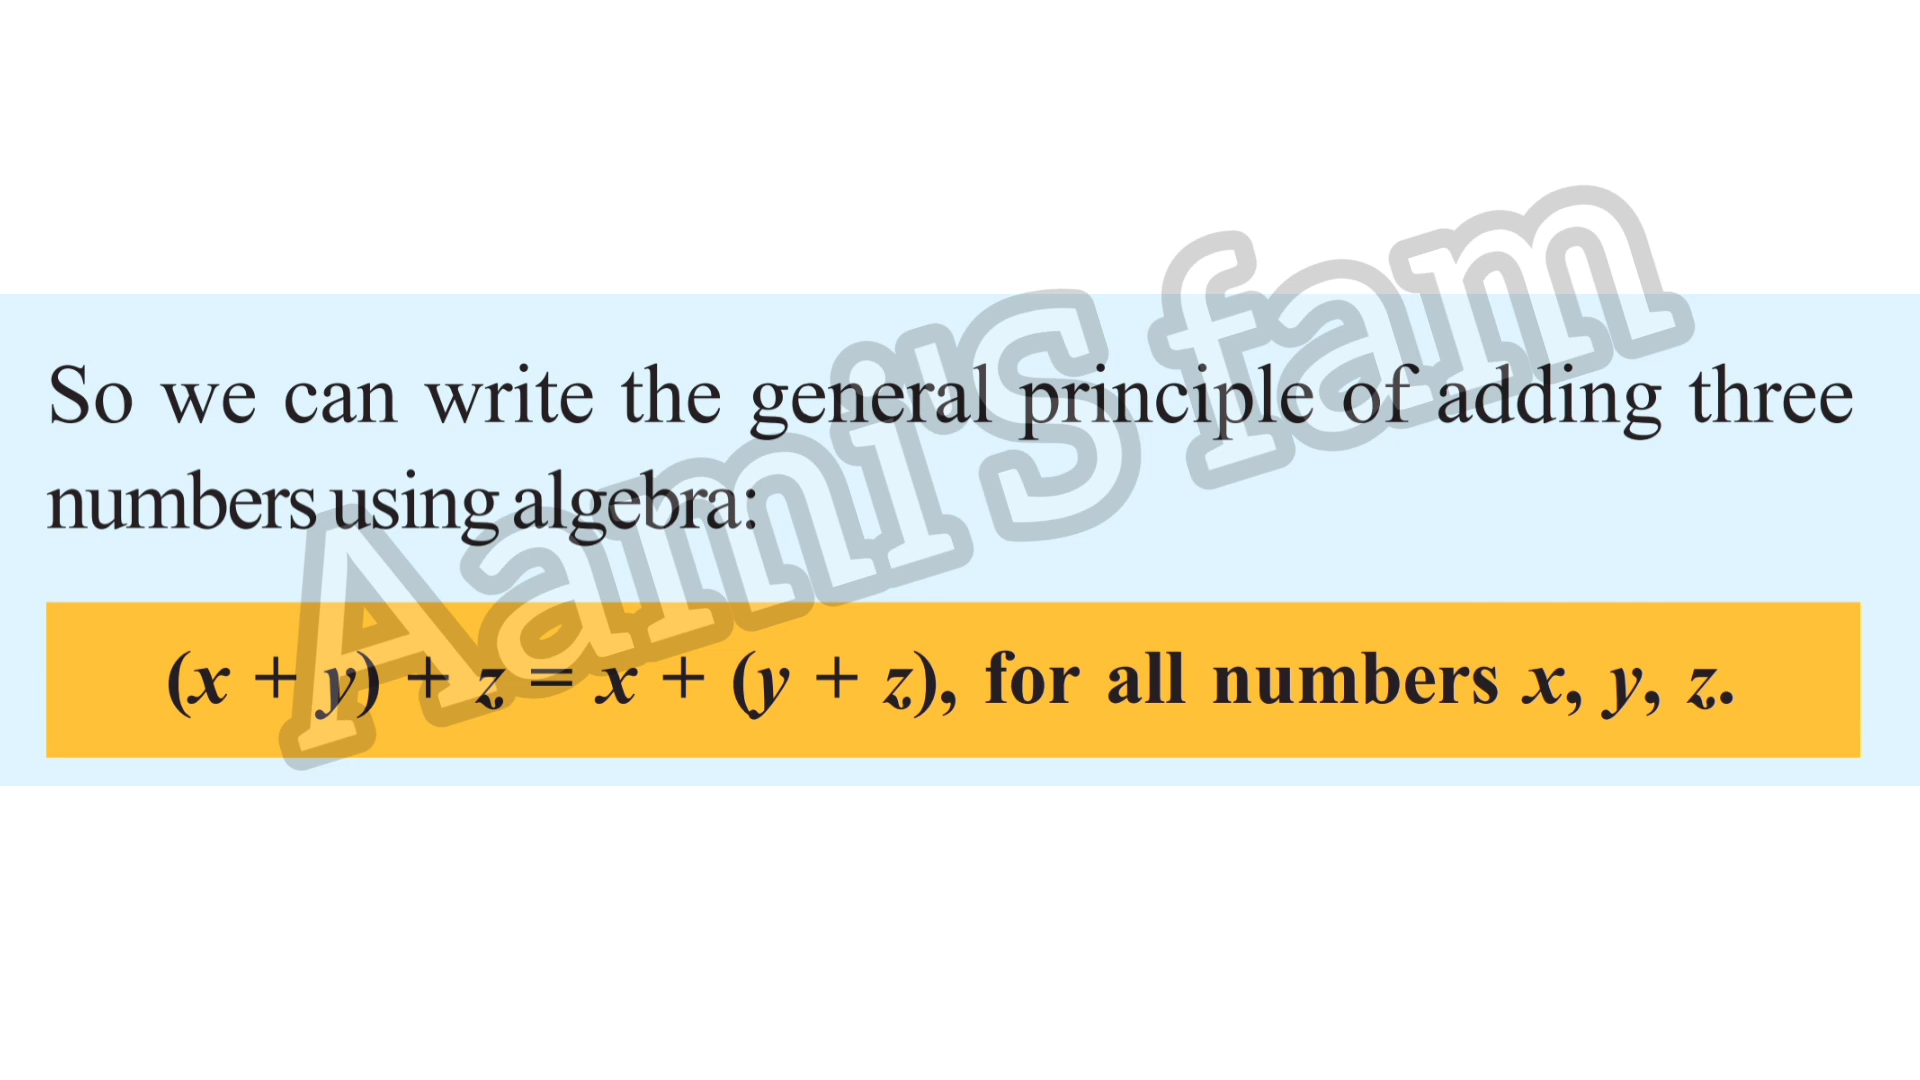 So we can write the general principle of adding three
numbers using algebra:
(x + y) + z = x + (y + z), for all numbers x, y, z.
Aami's fam